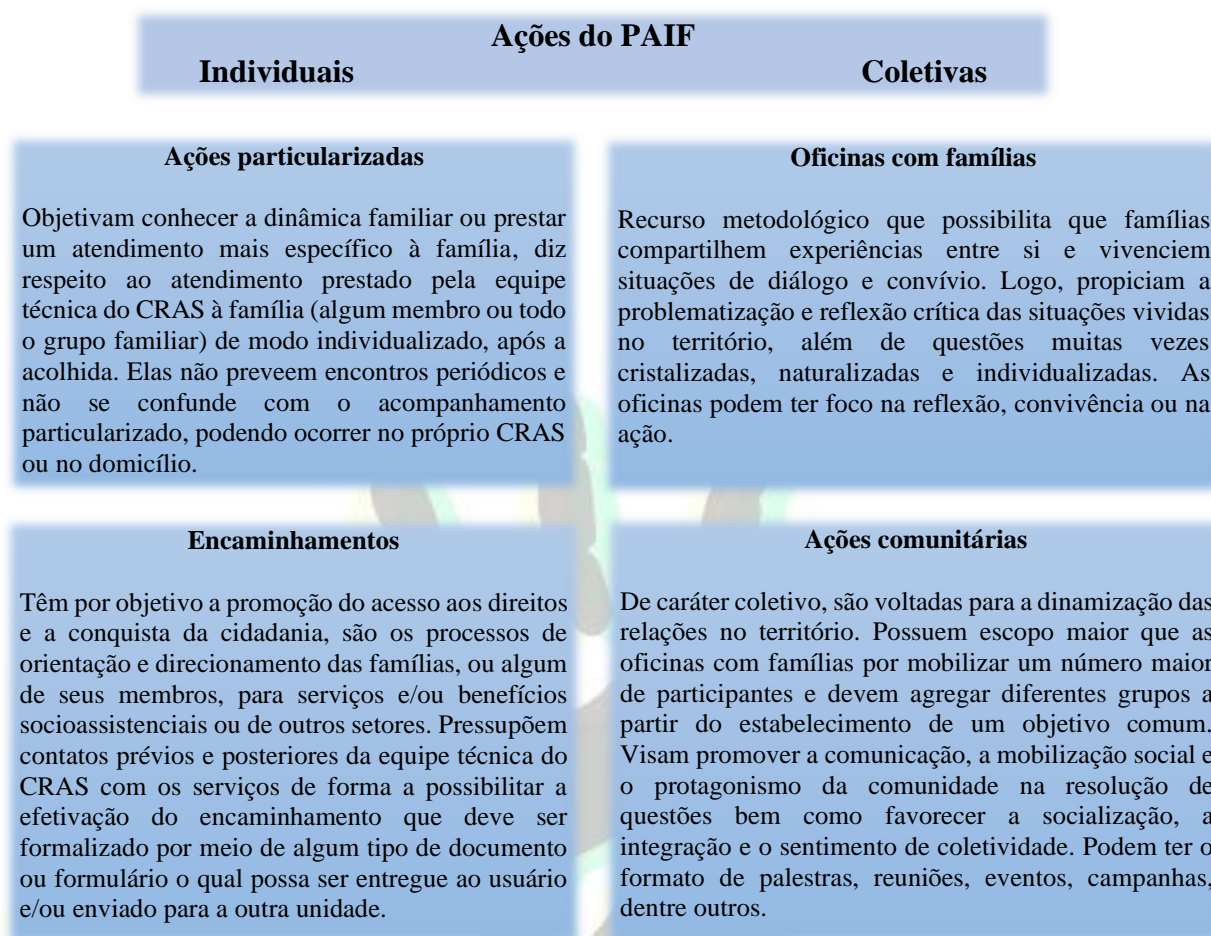 Ações do PAIF
Individuais Coletivas
Ações particularizadas
Objetivam conhecer a dinâmica familiar ou prestar
um atendimento mais específico à família, diz
respeito ao atendimento prestado pela equipe
técnica do CRAS à família (algum membro ou todo
o grupo familiar) de modo individualizado, após a
acolhida. Elas não preveem encontros periódicos e
não se confunde com o acompanhamento
particularizado, podendo ocorrer no próprio CRAS
ou no domicílio.
Oficinas com famílias
Recurso metodológico que possibilita que famílias
compartilhem experiências entre si e vivenciem
situações de diálogo e convívio. Logo, propiciam a
problematização e reflexão crítica das situações vividas
no território, além de questões muitas vezes
cristalizadas, naturalizadas e individualizadas. As
oficinas podem ter foco na reflexão, convivência ou na
ação.
Encaminhamentos
Têm por objetivo a promoção do acesso aos direitos
e a conquista da cidadania, são os processos de
orientação e direcionamento das famílias, ou algum
de seus membros, para serviços e/ou benefícios
socioassistenciais ou de outros setores. Pressupõem
contatos prévios e posteriores da equipe técnica do
CRAS com os serviços de forma a possibilitar a
efetivação do encaminhamento que deve ser
formalizado por meio de algum tipo de documento
ou formulário o qual possa ser entregue ao usuário
e/ou enviado para a outra unidade.
Ações comunitárias
De caráter coletivo, são voltadas para a dinamização das
relações no território. Possuem escopo maior que as
oficinas com famílias por mobilizar um número maior
de participantes e devem agregar diferentes grupos a
partir do estabelecimento de um objetivo comum.
Visam promover a comunicação, a mobilização social e
o protagonismo da comunidade na resolução de
questões bem como favorecer a socialização, a
integração e o sentimento de coletividade. Podem ter o
formato de palestras, reuniões, eventos, campanhas,
dentre outros.